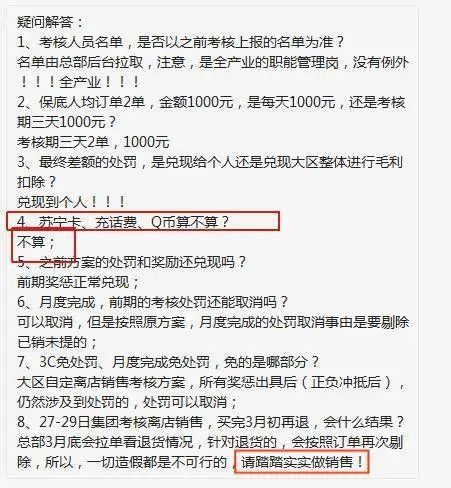 疑问解答：
1、考核人员名单，是否以之前考核上报的名单为准？
名单由总部后台拉取，注意，是全产业的职能管理岗，没有例外
！！！全产业！！！
2、保底人均订单2单，金额1000元，是每天1000元，还是考核
期三天1000元？
考核期三天2单，1000元
3、最终差额的处罚，是兑现给个人还是兑现大区整体进行毛利
扣除？
兑现到个人！！！
4、苏宁卡、充话费、Q币算不算？
不算；
5、之前方案的处罚和奖励还兑现吗？
前期奖惩正常兑现；
6、月度完成，前期的考核处罚还能取消吗？
可以取消，但是按照原方案，月度完成的处罚取消事由是要剔除
已销未提的；
7、3C免处罚、月度完成免处罚，免的是哪部分？
大区自定离店销售考核方案，所有奖惩出具后（正负冲抵后），
仍然涉及到处罚的，处罚可以取消；
8、27-29日集团考核离店销售，买完3月初再退，会什么结果？
总部3月底会拉单看退货情况，针对退货的，会按照订单再次剔
除，所以，一切造假都是不可行的，请踏踏实实做销售！